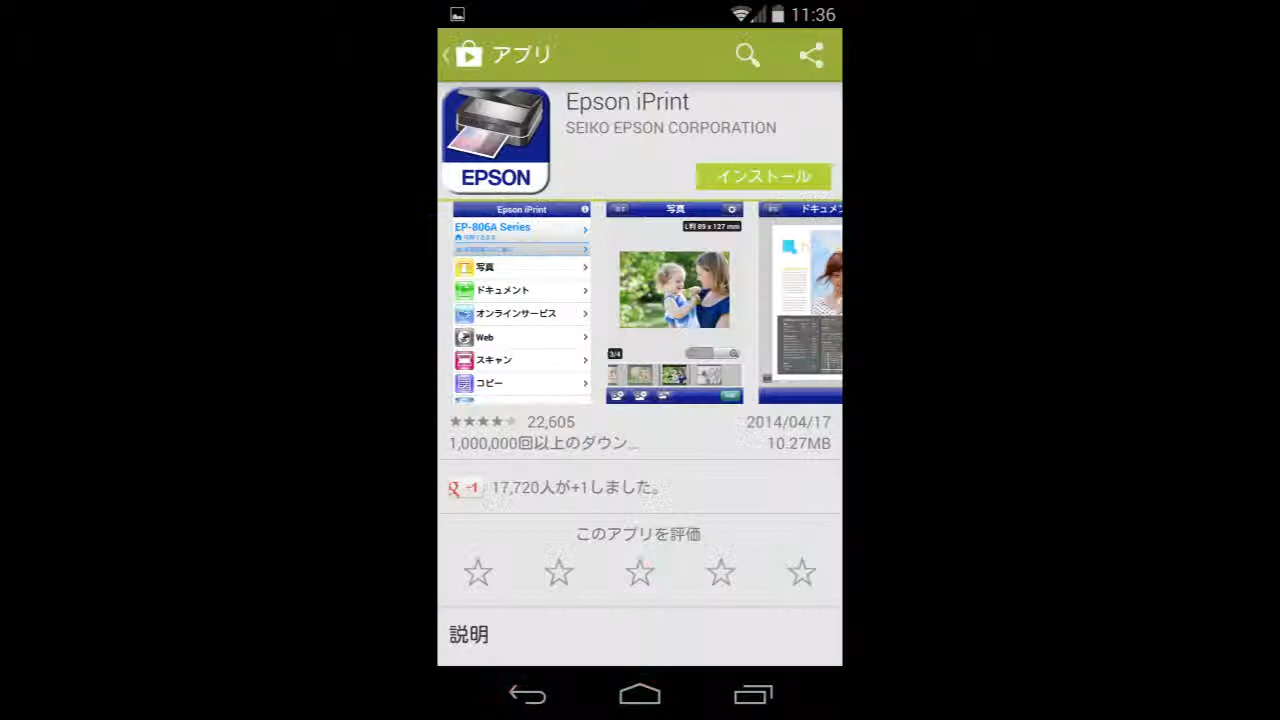 11:36
アプリ
Epson iPrint
SEIKO EPSON CORPORATION
EPSON
インストール
Epson iPrint
EP-806A Series
写真
ドキュメント
オンラインサービス
Web
スキャン
コピー
写真
L判 89 x 127 mm
3/4
ドキュメン
22,605
2014/04/17
1,000,000回以上のダウン...
10.27MB
+1
17,720人が+1しました。
このアプリを評価
説明